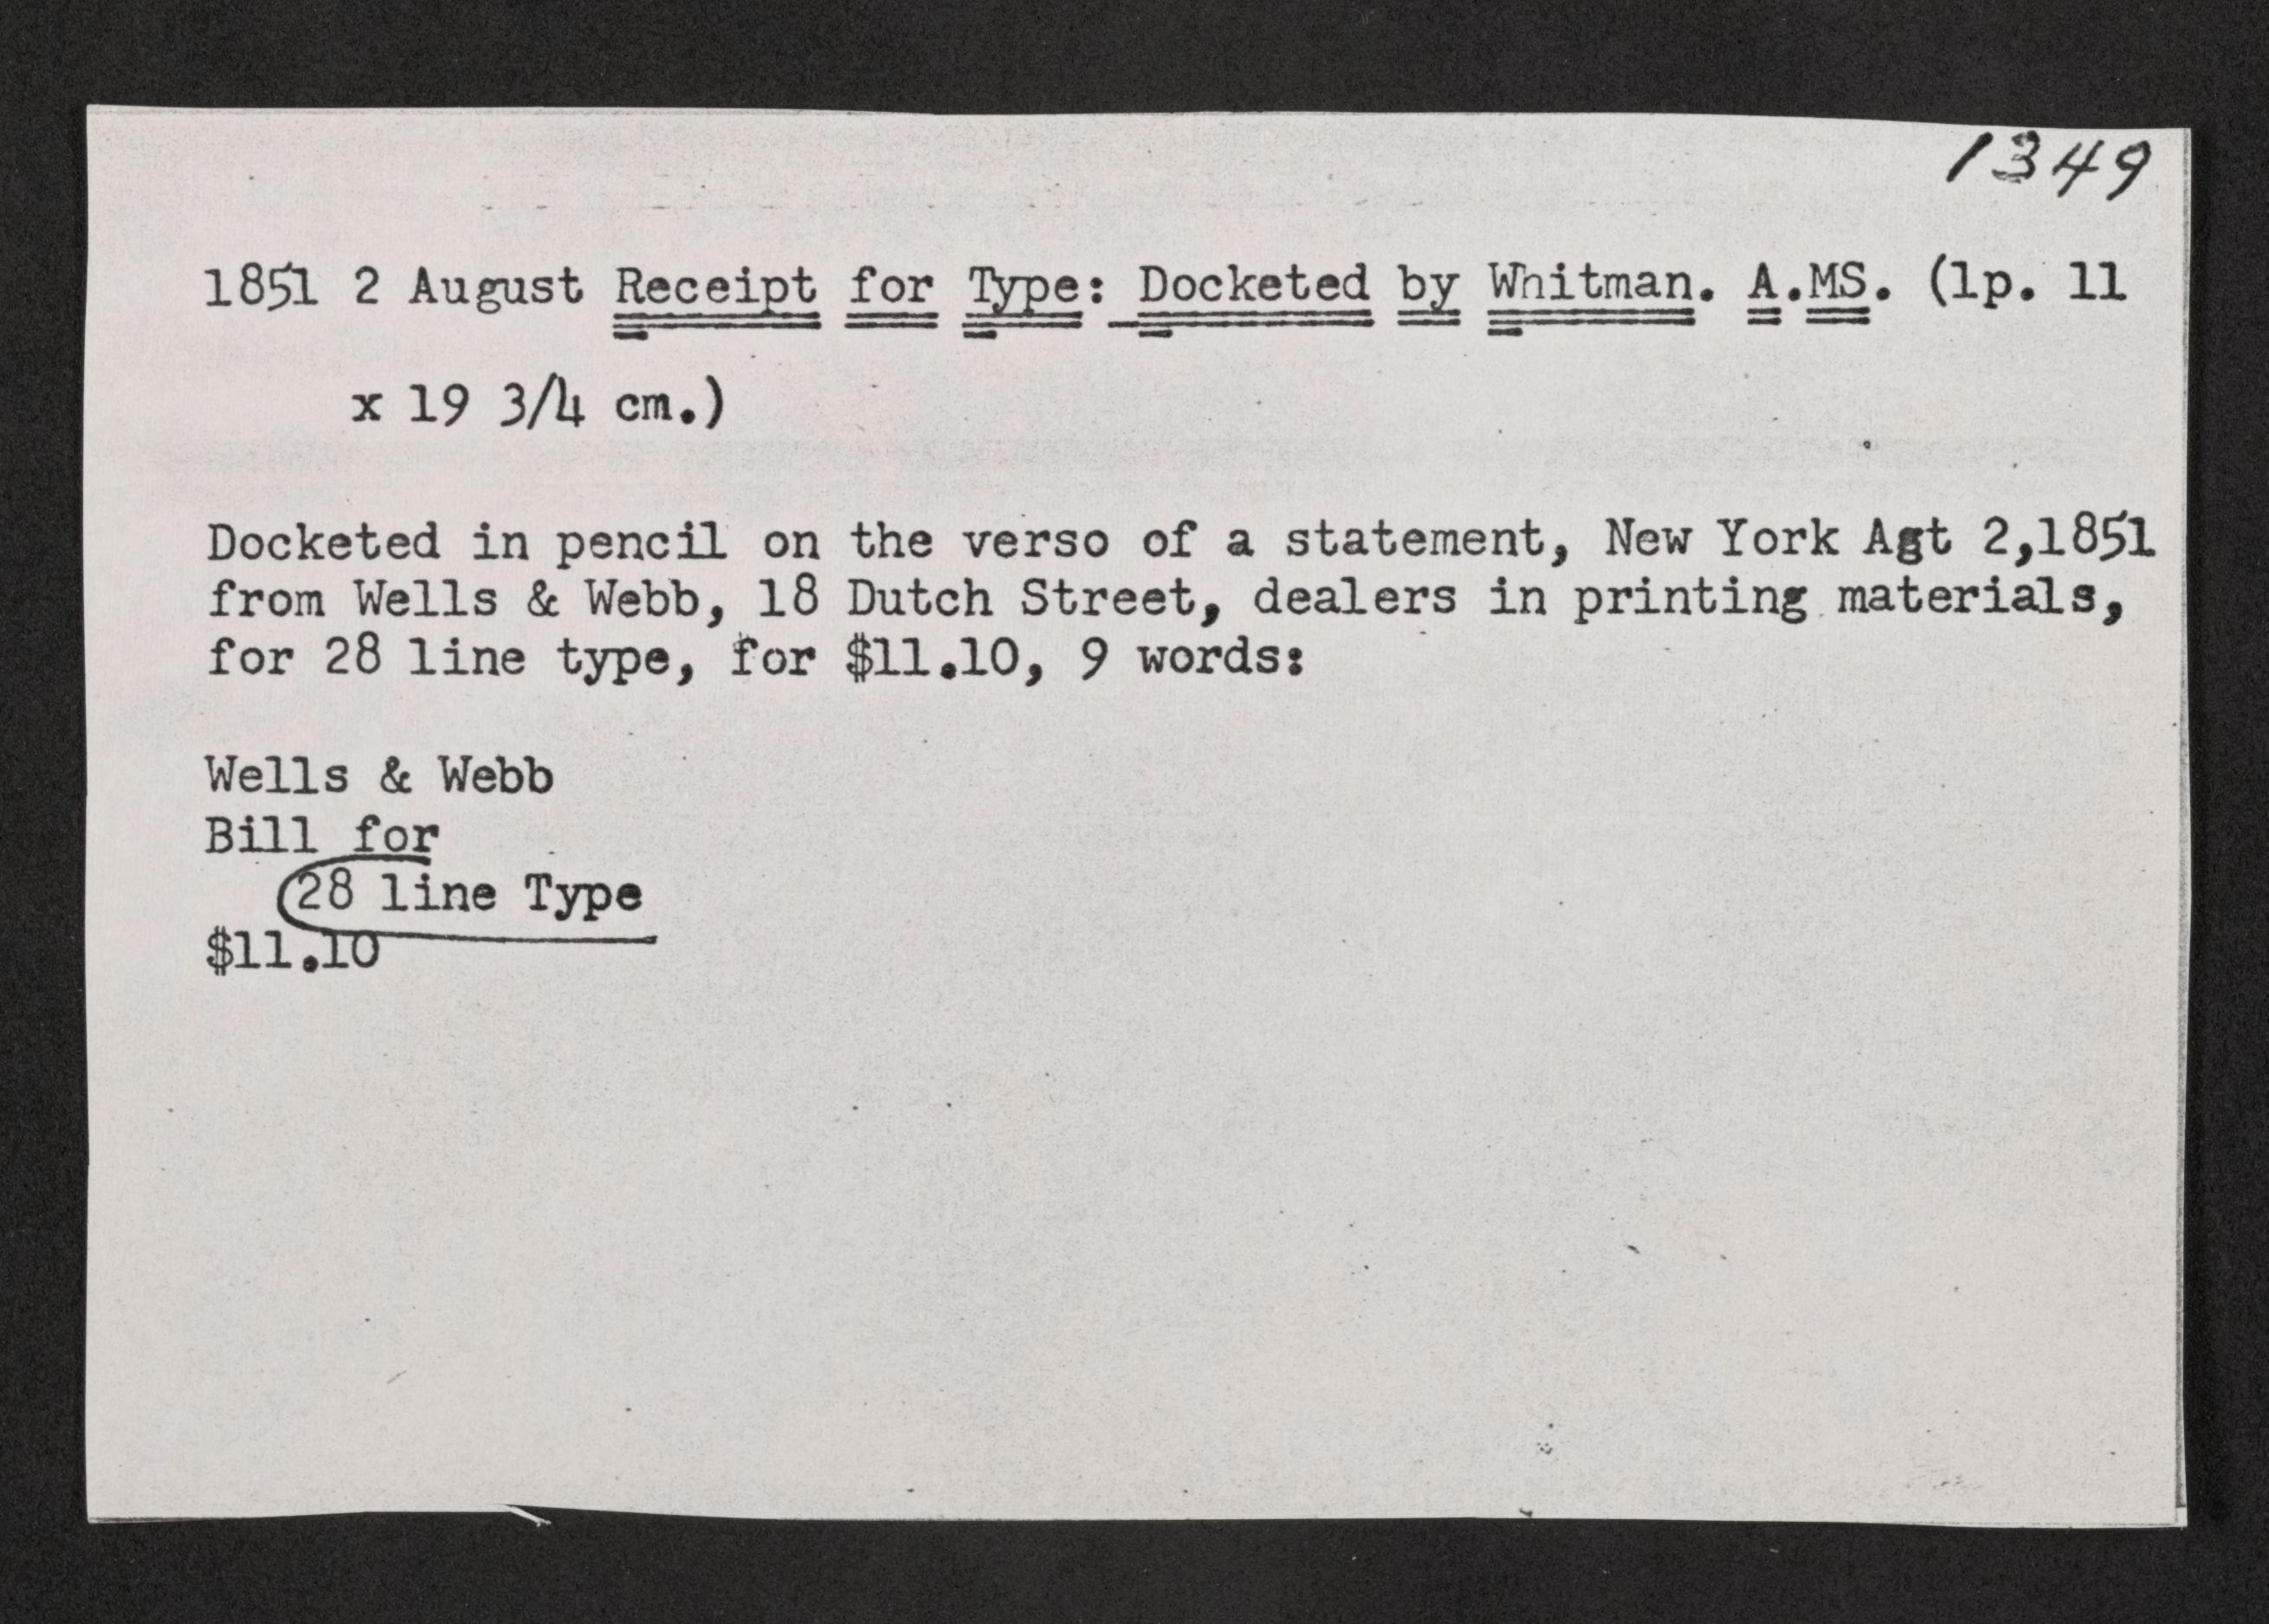 1349
1851 2 August Receipt for Type: Docketed by Whitman. A.MS. (1p. 11
x 19 3/4 cm.)
Docketed in pencil on the verso of a statement, New York Agt 2,1851
from Wells & Webb, 18 Dutch Street, dealers in printing materials,
for 28 line type, for $11.10, 9 words:
Wells & Webb
Bill for
28 line Type
$11.10